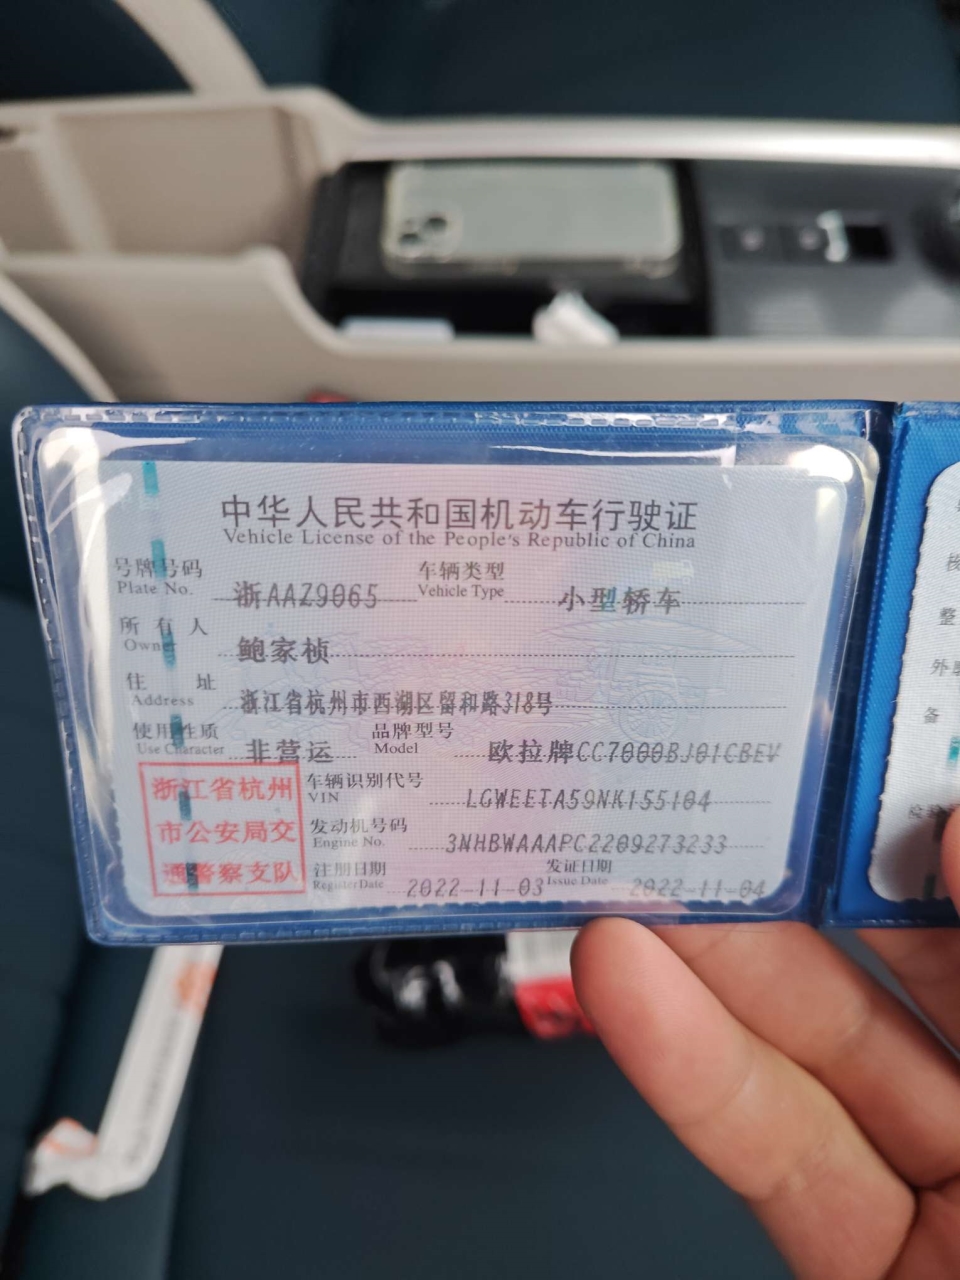 中华人民共和国机动车行驶证
Vehicle License of the People's Republic of China
号牌号码 浙AAZ9065 车辆类型 小型轿车
Plate No. Vehicle Type
所有人 鲍家桢
Owner
住址 浙江省杭州市西湖区留和路318号
Address
使用性质 非营运 品牌型号 欧拉牌CC7000BJ01CBEV
Use Character Model
浙江省杭州
市公安局交
通警察支队
车辆识别代号 LGWEETA59NK155104
VIN
发动机号码 3NHBWAAAPC2209273233
Engine No.
注册日期 2022-11-03 发证日期 2022-11-04
Register Date Issue Date
整
外
备
检验